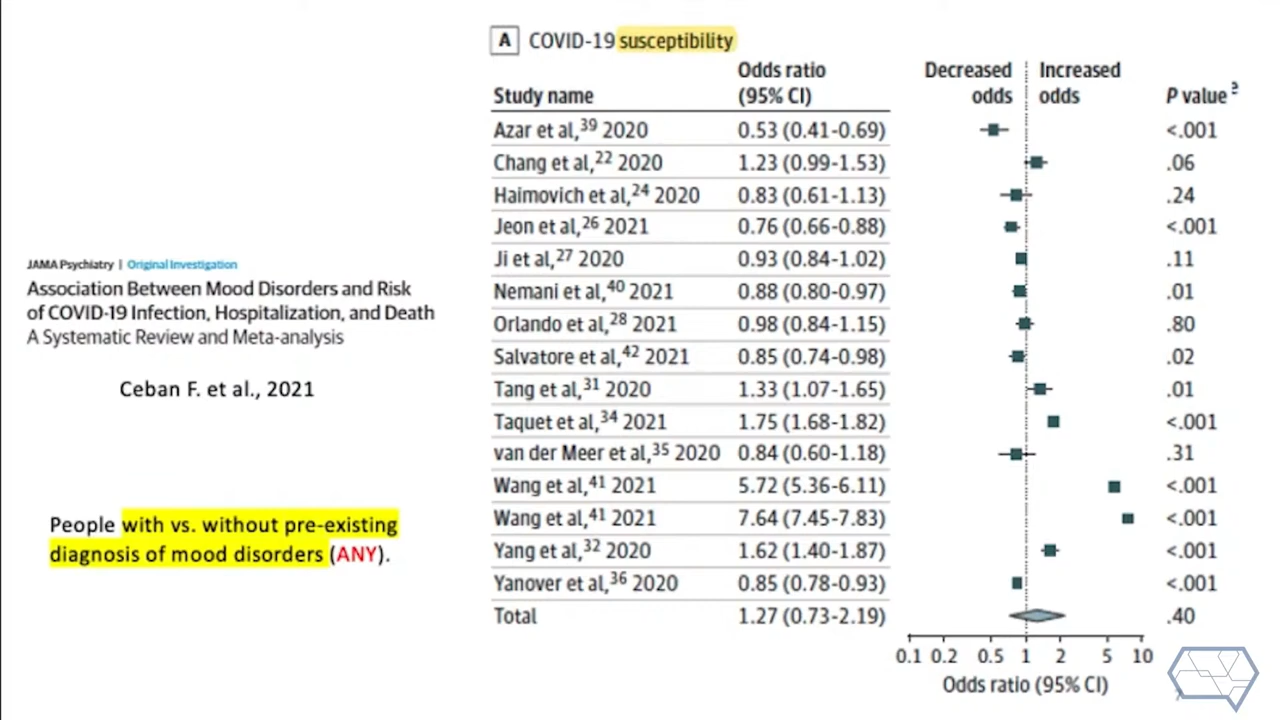 A COVID-19 susceptibility
Odds ratio Decreased Increased
Study name (95% CI) odds odds P value
Azar et al,39 2020 0.53 (0.41-0.69) <.001
Chang et al,22 2020 1.23 (0.99-1.53) .06
Haimovich et al,24 2020 0.83 (0.61-1.13) .24
Jeon et al,26 2021 0.76 (0.66-0.88) <.001
Ji et al,27 2020 0.93 (0.84-1.02) .11
Nemani et al,40 2021 0.88 (0.80-0.97) .01
Orlando et al,28 2021 0.98 (0.84-1.15) .80
Salvatore et al,42 2021 0.85 (0.74-0.98) .02
Tang et al,31 2020 1.33 (1.07-1.65) .01
Taquet et al,34 2021 1.75 (1.68-1.82) <.001
van der Meer et al,35 2020 0.84 (0.60-1.18) .31
Wang et al,41 2021 5.72 (5.36-6.11) <.001
Wang et al,41 2021 7.64 (7.45-7.83) <.001
Yang et al,32 2020 1.62 (1.40-1.87) <.001
Yanover et al,36 2020 0.85 (0.78-0.93) <.001
Total 1.27 (0.73-2.19) .40
0.1 0.2 0.5 1 2 5 10
Odds ratio (95% CI)
JAMA Psychiatry | Original Investigation
Association Between Mood Disorders and Risk
of COVID-19 Infection, Hospitalization, and Death
A Systematic Review and Meta-analysis
Ceban F. et al., 2021
People with vs. without pre-existing
diagnosis of mood disorders (ANY).